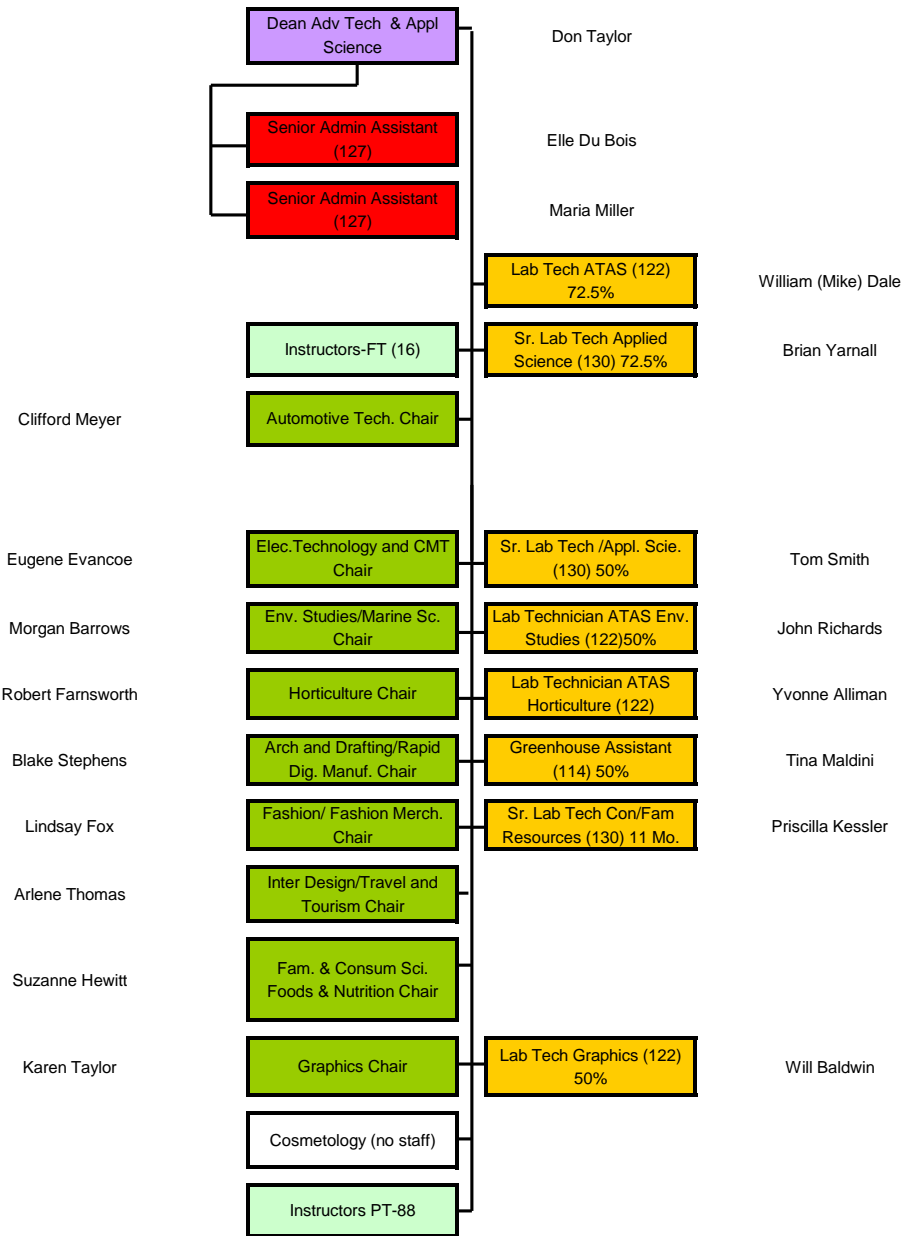 Dean Adv Tech & Appl
Science
Don Taylor
Senior Admin Assistant
(127)
Elle Du Bois
Senior Admin Assistant
(127)
Maria Miller
Lab Tech ATAS (122)
72.5%
William (Mike) Dale
Instructors-FT (16)
Sr. Lab Tech Applied
Science (130) 72.5%
Brian Yarnall
Clifford Meyer
Automotive Tech. Chair
Eugene Evancoe
Elec.Technology and CMT
Chair
Sr. Lab Tech /Appl. Scie.
(130) 50%
Tom Smith
Morgan Barrows
Env. Studies/Marine Sc.
Chair
Lab Technician ATAS Env.
Studies (122)50%
John Richards
Robert Farnsworth
Horticulture Chair
Lab Technician ATAS
Horticulture (122)
Yvonne Alliman
Blake Stephens
Arch and Drafting/Rapid
Dig. Manuf. Chair
Greenhouse Assistant
(114) 50%
Tina Maldini
Lindsay Fox
Fashion/ Fashion Merch.
Chair
Sr. Lab Tech Con/Fam
Resources (130) 11 Mo.
Priscilla Kessler
Arlene Thomas
Inter Design/Travel and
Tourism Chair
Suzanne Hewitt
Fam. & Consum Sci.
Foods & Nutrition Chair
Karen Taylor
Graphics Chair
Lab Tech Graphics (122)
50%
Will Baldwin
Cosmetology (no staff)
Instructors PT-88